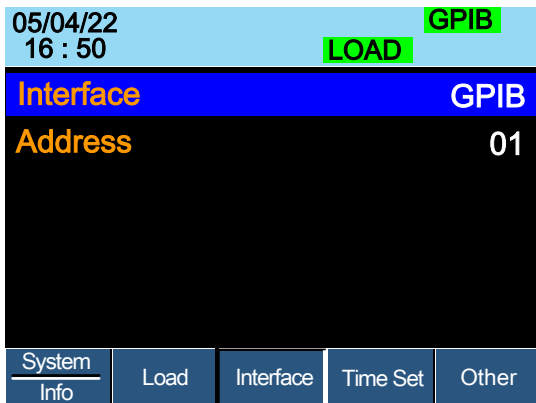 05/04/22 GPIB
16 : 50 LOAD
Interface GPIB
Address 01
System
Info
Load
Interface
Time Set
Other